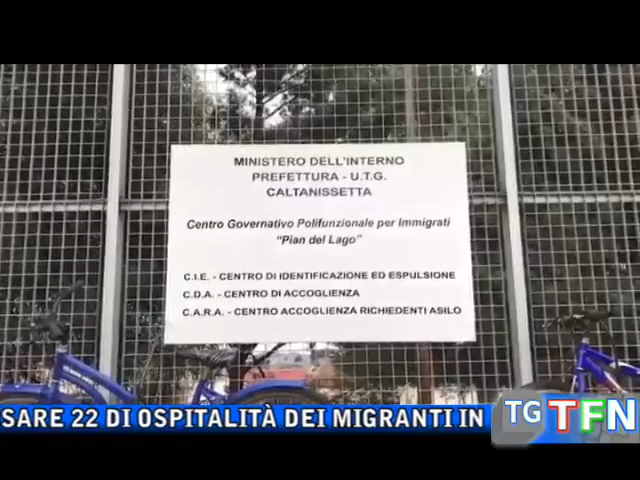 MINISTERO DELL'INTERNO
PREFETTURA - U.T.G.
CALTANISSETTA
Centro Governativo Polifunzionale per Immigrati
"Pian del Lago"
C.I.E. - CENTRO DI IDENTIFICAZIONE ED ESPULSIONE
C.D.A. - CENTRO DI ACCOGLIENZA
C.A.R.A. - CENTRO ACCOGLIENZA RICHIEDENTI ASILO
SARE 22 DI OSPITALITÀ DEI MIGRANTI IN
TG TFN